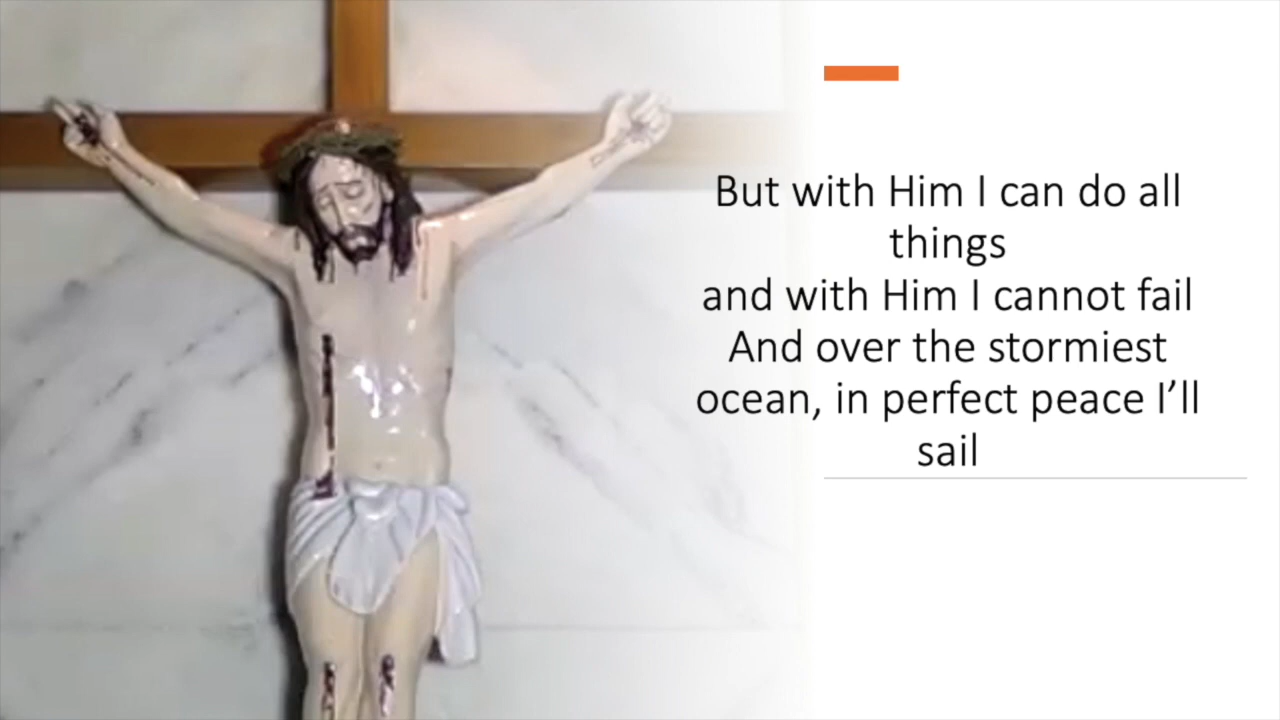 But with Him I can do all
things
and with Him I cannot fail
And over the stormiest
ocean, in perfect peace I’ll
sail